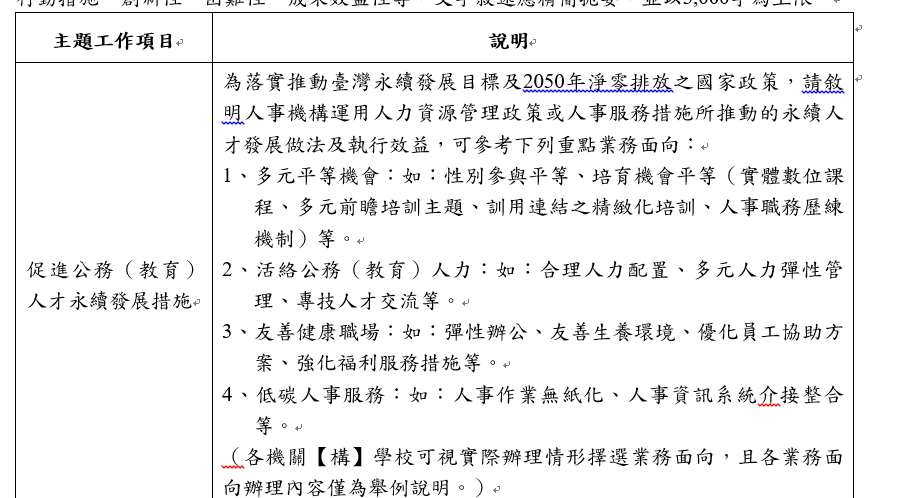 主題工作項目
說明
促進公務（教育）
人才永續發展措施
為落實推動臺灣永續發展目標及2050年淨零排放之國家政策，請敘
明人事機構運用人力資源管理政策或人事服務措施所推動的永續人
才發展做法及執行效益，可參考下列重點業務面向：
1、多元平等機會：如：性別參與平等、培育機會平等（實體數位課
程、多元前瞻培訓主題、訓用連結之精緻化培訓、人事職務歷練
機制）等。
2、活絡公務（教育）人力：如：合理人力配置、多元人力彈性管
理、專技人才交流等。
3、友善健康職場：如：彈性辦公、友善生養環境、優化員工協助方
案、強化福利服務措施等。
4、低碳人事服務：如：人事作業無紙化、人事資訊系統介接整合
等。
（各機關【構】學校可視實際辦理情形擇選業務面向，且各業務面
向辦理內容僅為舉例說明。）